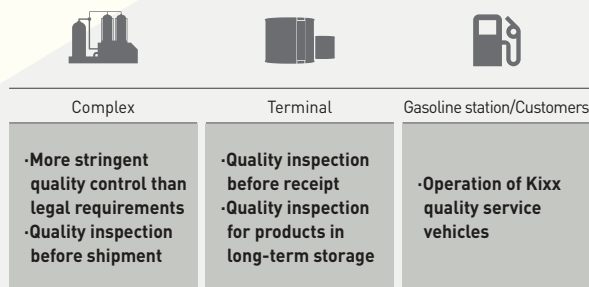 Complex
Terminal
Gasoline station/Customers
·More stringent
quality control than
legal requirements
·Quality inspection
before shipment
·Quality inspection
before receipt
·Quality inspection
for products in
long-term storage
·Operation of Kixx
quality service
vehicles